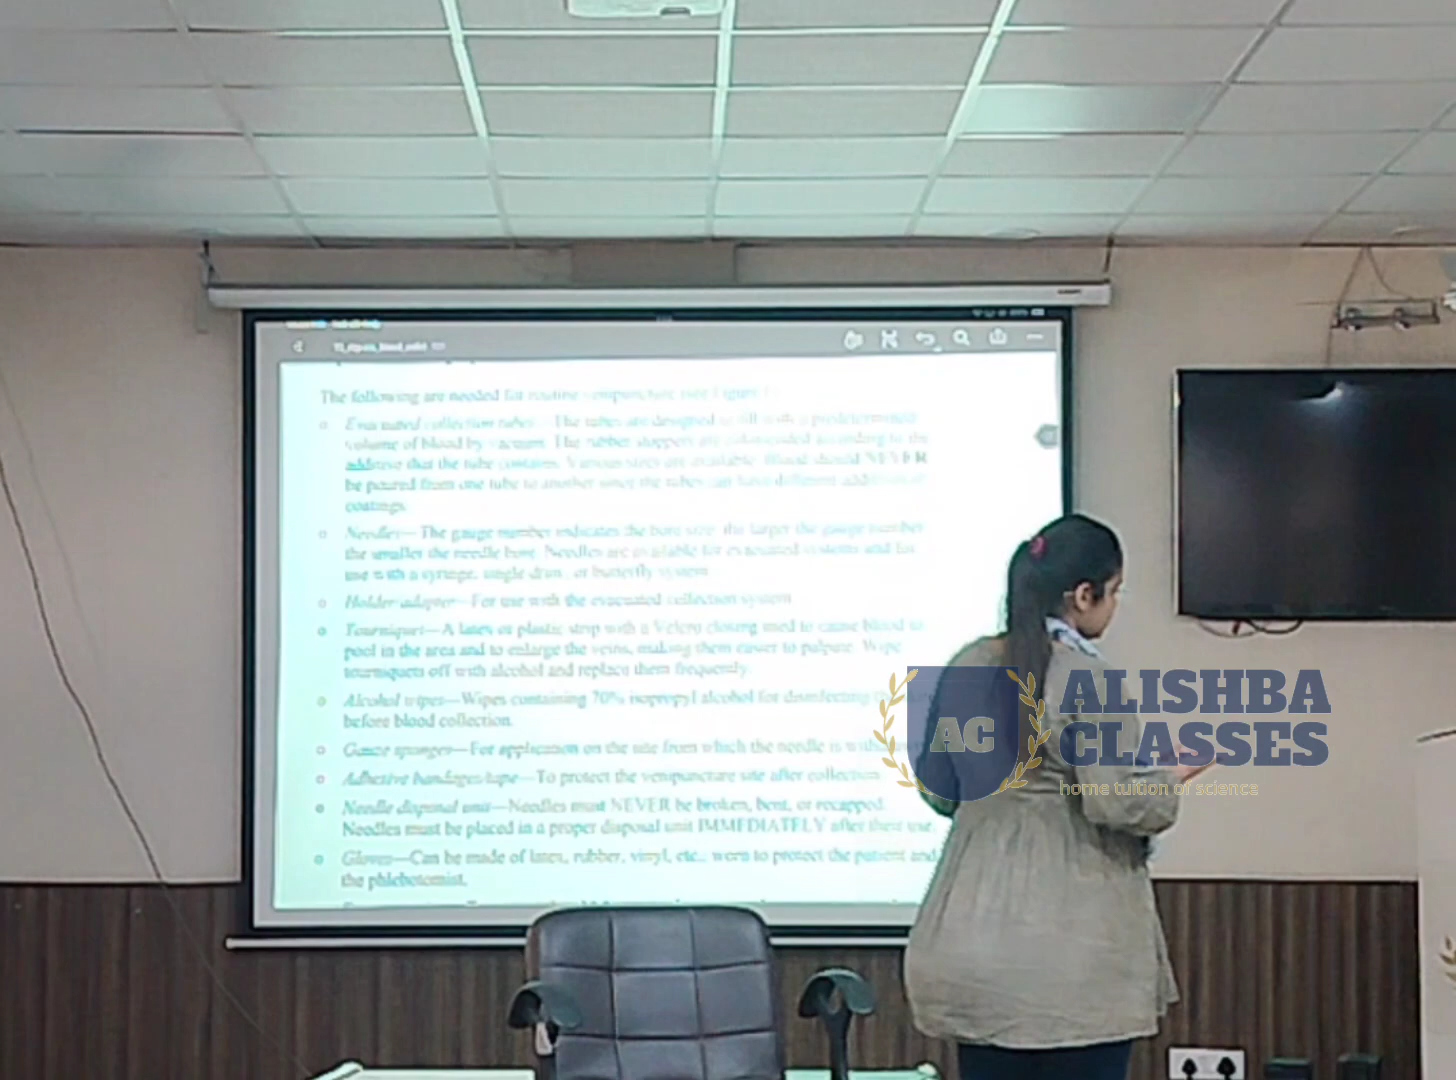 The following are needed for routine venipuncture (see Figure 1):
Evacuated collection tubes—The tubes are designed to fill with a predetermined
volume of blood by vacuum. The rubber stoppers are color-coded according to the
additive that the tube contains. Various sizes are available. Blood should NEVER
be poured from one tube to another since the tubes can have different additives or
coatings.
Needles—The gauge number indicates the bore size: the larger the gauge number
the smaller the needle bore. Needles are available for evacuated systems and for
use with a syringe, single draw, or butterfly system.
Holder/adapter—For use with the evacuated collection system.
Tourniquet—A latex or plastic strip with a Velcro closing used to cause blood to
pool in the area and to enlarge the veins, making them easier to palpate. Wipe
tourniquets off with alcohol and replace them frequently.
Alcohol wipes—Wipes containing 70% isopropyl alcohol for disinfecting the
before blood collection.
Gauze sponges—For application on the site from which the needle is withdrawn.
Adhesive bandages/tape—To protect the venipuncture site after collection.
Needle disposal unit—Needles must NEVER be broken, bent, or recapped.
Needles must be placed in a proper disposal unit IMMEDIATELY after their use.
Gloves—Can be made of latex, rubber, vinyl, etc.; worn to protect the patient and
the phlebotomist.
AC
ALISHBA
CLASSES
home tuition of science